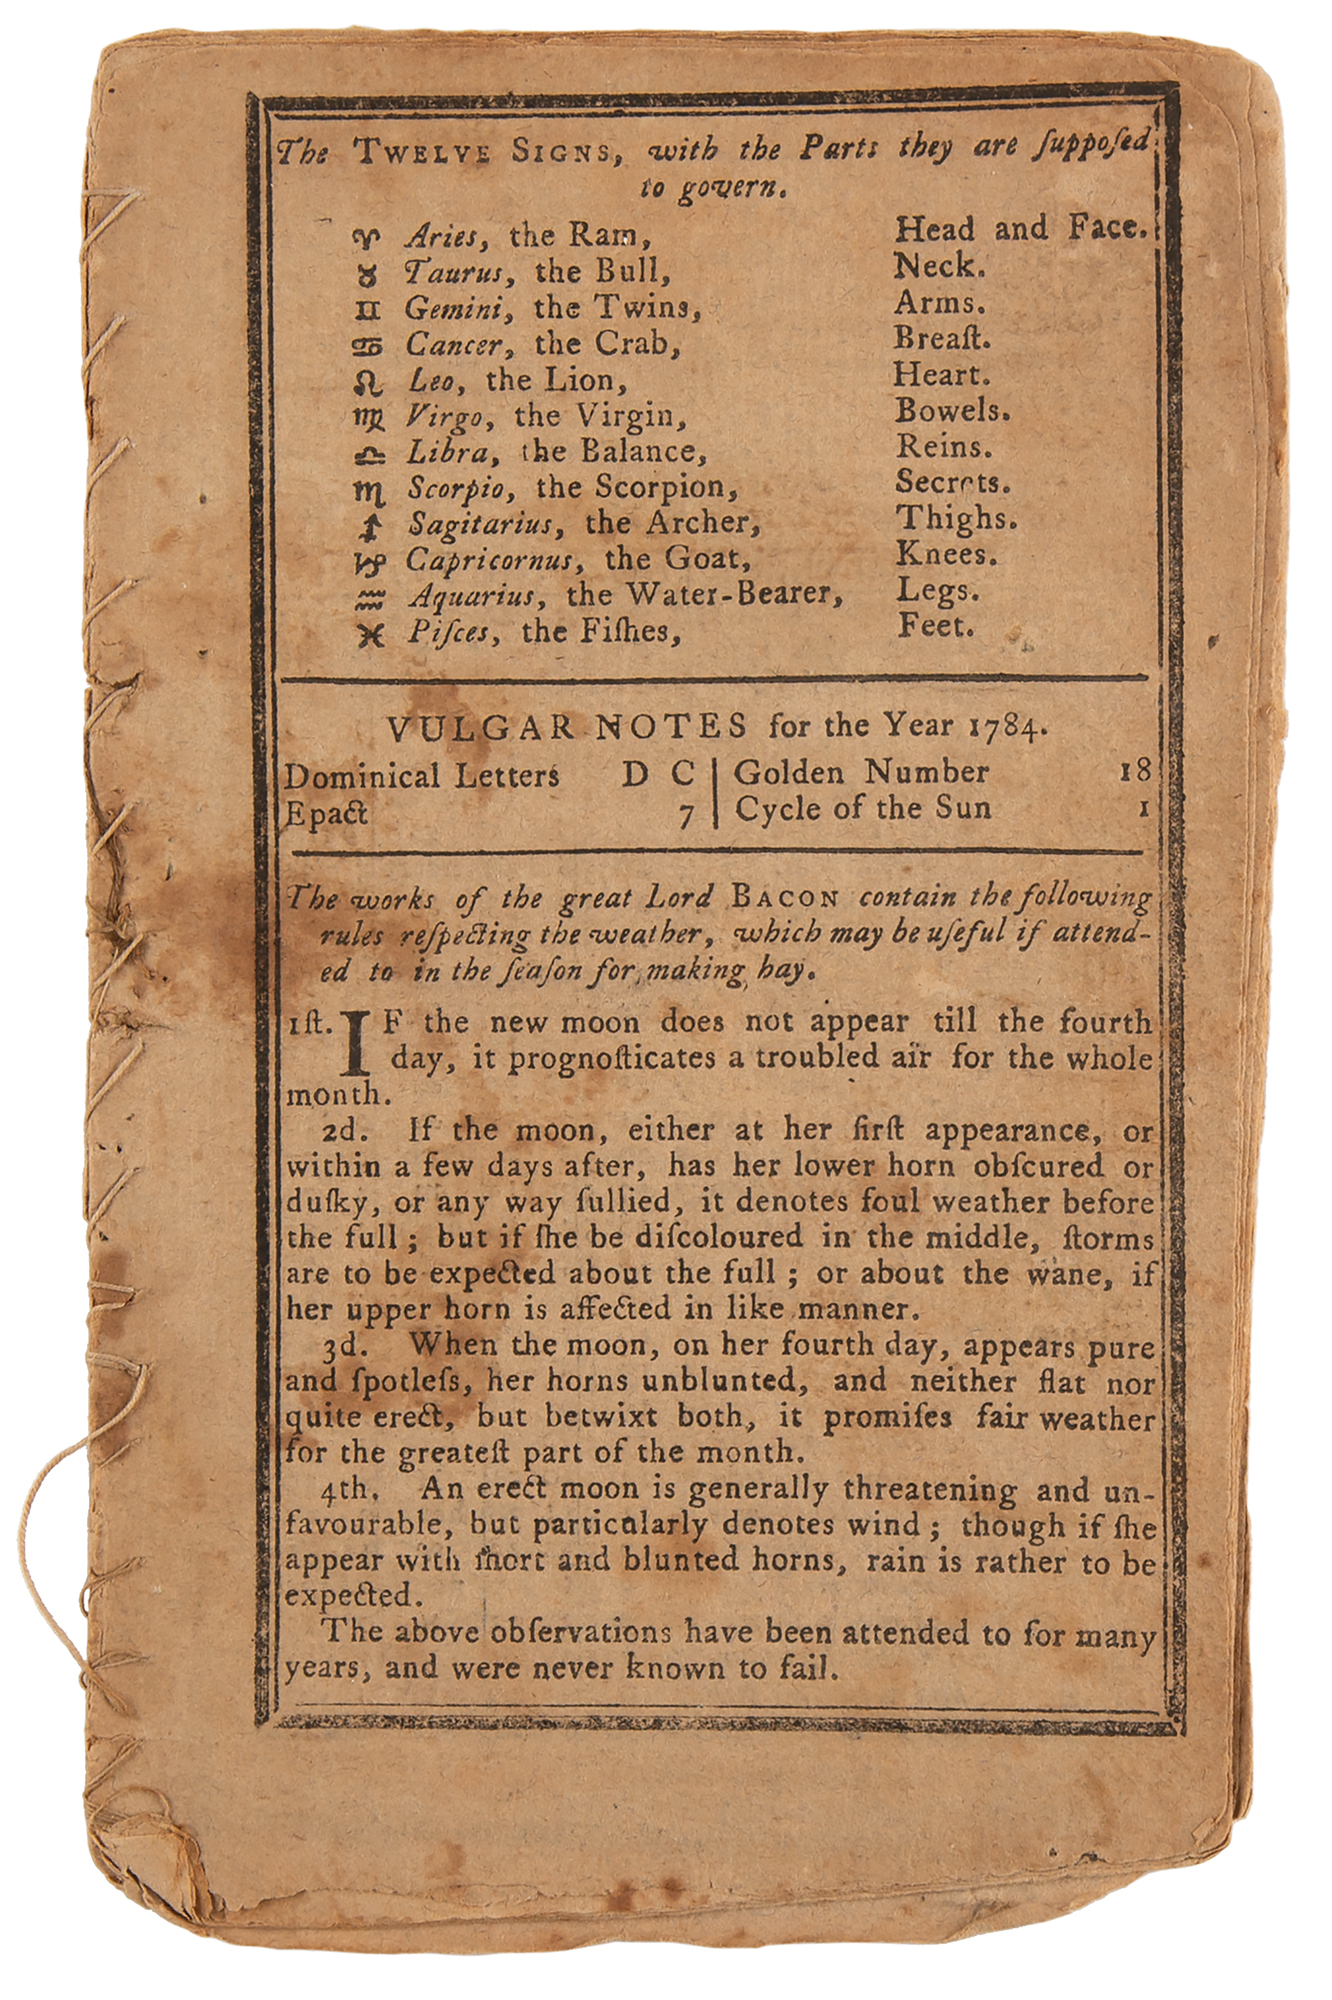 The TWELVE SIGNS, with the Parts they are ſuppoſed
to govern.
♈ Aries, the Ram, Head and Face.
♉ Taurus, the Bull, Neck.
♊ Gemini, the Twins, Arms.
♋ Cancer, the Crab, Breaſt.
♌ Leo, the Lion, Heart.
♍ Virgo, the Virgin, Bowels.
♎ Libra, the Balance, Reins.
♏ Scorpio, the Scorpion, Secrets.
♐ Sagitarius, the Archer, Thighs.
♑ Capricornus, the Goat, Knees.
♒ Aquarius, the Water-Bearer, Legs.
♓ Piſces, the Fiſhes, Feet.
VULGAR NOTES for the Year 1784.
Dominical Letters D C | Golden Number 18
Epact 7 | Cycle of the Sun 1
The works of the great Lord BACON contain the following
rules reſpecting the weather, which may be uſeful if attend-
ed to in the ſeaſon for making hay.
1ſt. IF the new moon does not appear till the fourth
day, it prognoſticates a troubled air for the whole
month.
2d. If the moon, either at her firſt appearance, or
within a few days after, has her lower horn obſcured or
duſky, or any way ſullied, it denotes foul weather before
the full; but if ſhe be diſcoloured in the middle, ſtorms
are to be expected about the full; or about the wane, if
her upper horn is affected in like manner.
3d. When the moon, on her fourth day, appears pure
and ſpotleſs, her horns unblunted, and neither flat nor
quite erect, but betwixt both, it promiſes fair weather
for the greateſt part of the month.
4th. An erect moon is generally threatening and un-
favourable, but particularly denotes wind; though if ſhe
appear with ſhort and blunted horns, rain is rather to be
expected.
The above obſervations have been attended to for many
years, and were never known to fail.